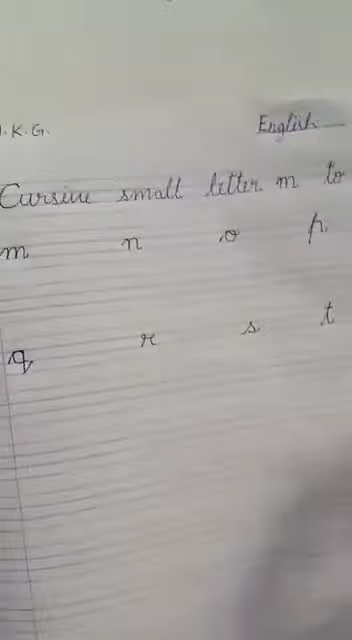 .K.G. English
Cursive small letter m to
m n o p
q r s t